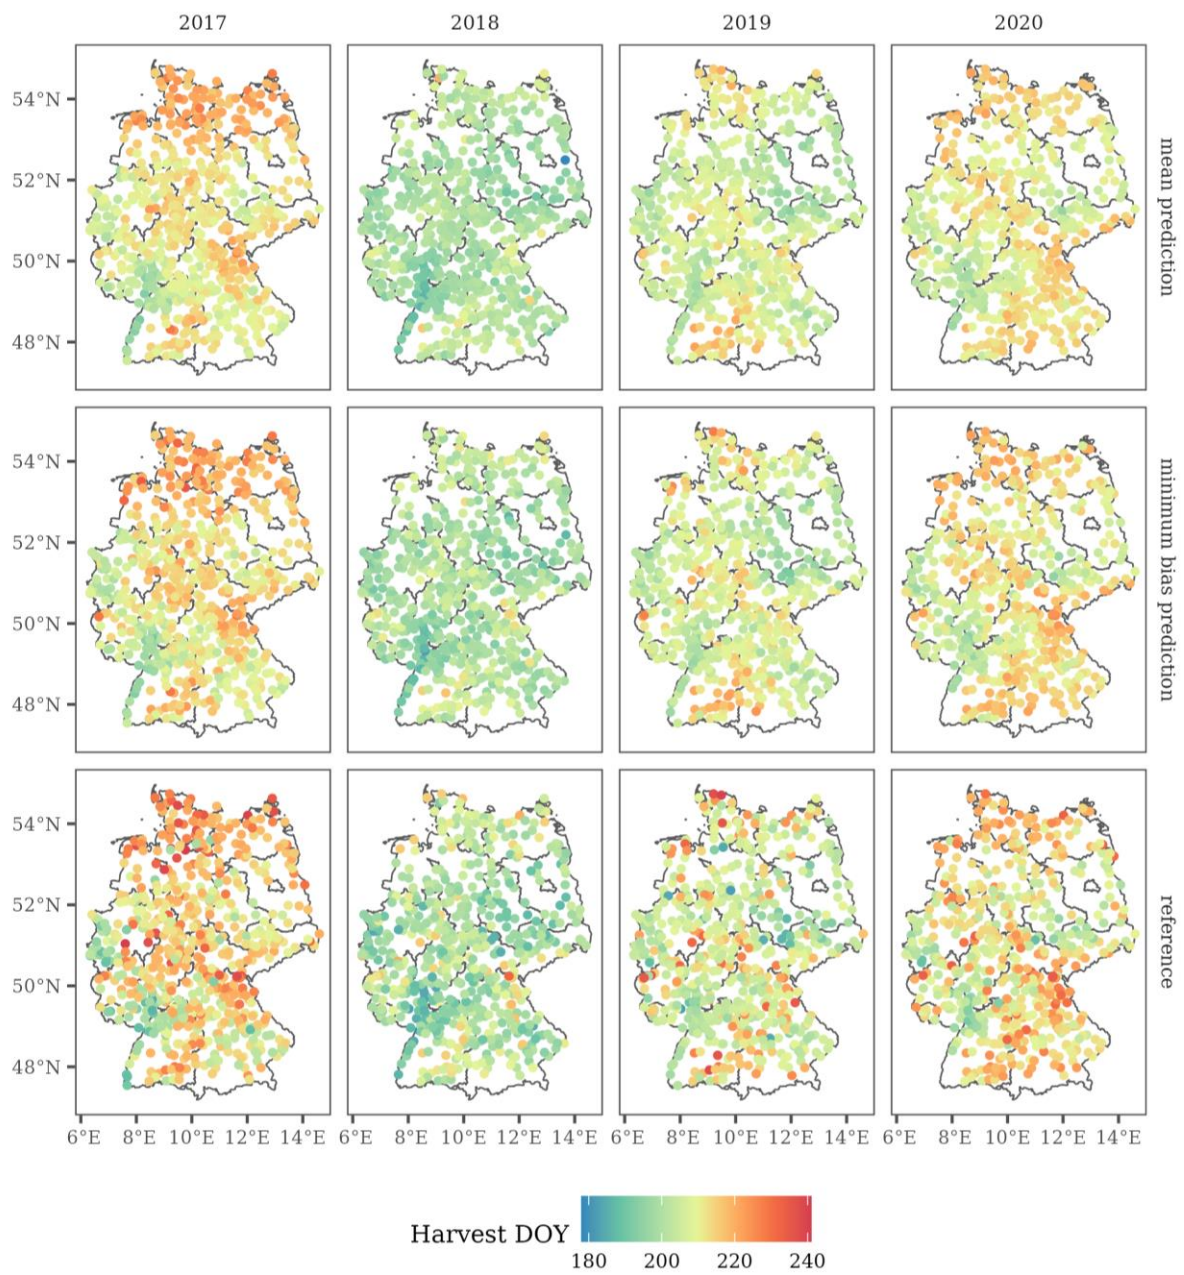 2017 2018 2019 2020
54°N
52°N
50°N
48°N
mean prediction
54°N
52°N
50°N
48°N
minimum bias prediction
54°N
52°N
50°N
48°N
reference
6°E 8°E 10°E 12°E 14°E 6°E 8°E 10°E 12°E 14°E 6°E 8°E 10°E 12°E 14°E 6°E 8°E 10°E 12°E 14°E
Harvest DOY
180 200 220 240